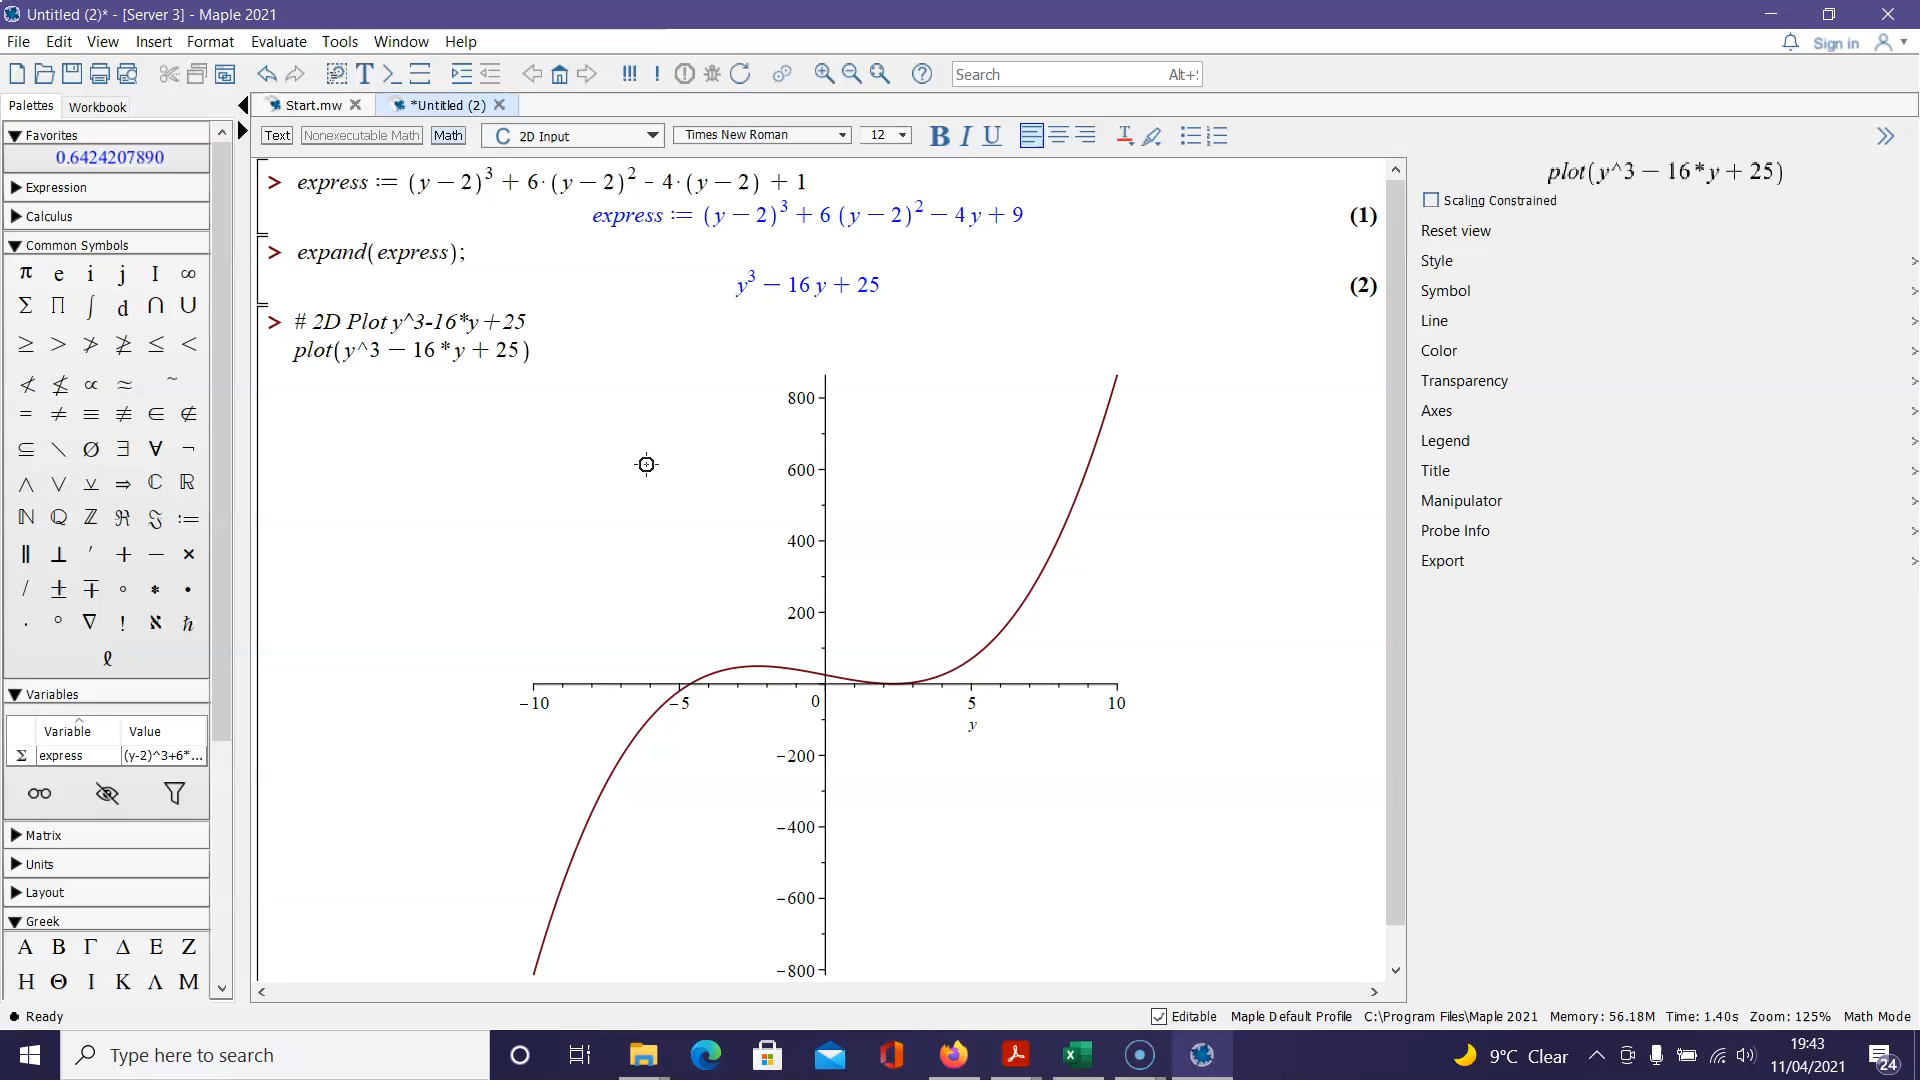 Untitled (2)* - [Server 3] - Maple 2021
File Edit View Insert Format Evaluate Tools Window Help
Sign in
Search Alt+S
Palettes Workbook
Start.mw *Untitled (2)
Text Nonexecutable Math Math C 2D Input Times New Roman 12 B I U
Favorites
0.6424207890
Expression
Calculus
Common Symbols
π e i j I ∞
Σ Π ∫ d ∩ ∪
≥ > ≯ ≱ ≤ <
≮ ≰ ∝ ≈ ~
= ≠ ≡ ≢ ∈ ∉
⊆ \ Ø ∃ ∀ ¬
∧ ∨ ⊻ ⇒ ℂ ℝ
ℕ ℚ ℤ ℜ ℑ :=
∥ ⊥ ′ + − ×
/ ± ∓ ∘ * •
· ° ∇ ! ℵ ℏ
ℓ
Variables
Variable Value
Σ express (y-2)^3+6*...
Matrix
Units
Layout
Greek
Α Β Γ Δ Ε Ζ
Η Θ Ι Κ Λ Μ
> express := (y − 2)³ + 6·(y − 2)² - 4·(y − 2) + 1
express := (y − 2)³ + 6 (y − 2)² − 4 y + 9 (1)
> expand(express);
y³ − 16 y + 25 (2)
> # 2D Plot y^3-16*y+25
plot(y^3 − 16 * y + 25)
800
600
400
200
−10 −5 0 5 10
y
−200
−400
−600
−800
plot(y^3 − 16 * y + 25)
Scaling Constrained
Reset view
Style >
Symbol >
Line >
Color >
Transparency >
Axes >
Legend >
Title >
Manipulator >
Probe Info >
Export >
Ready
Editable Maple Default Profile C:\Program Files\Maple 2021 Memory: 56.18M Time: 1.40s Zoom: 125% Math Mode
Type here to search
9°C Clear
19:43
11/04/2021
24